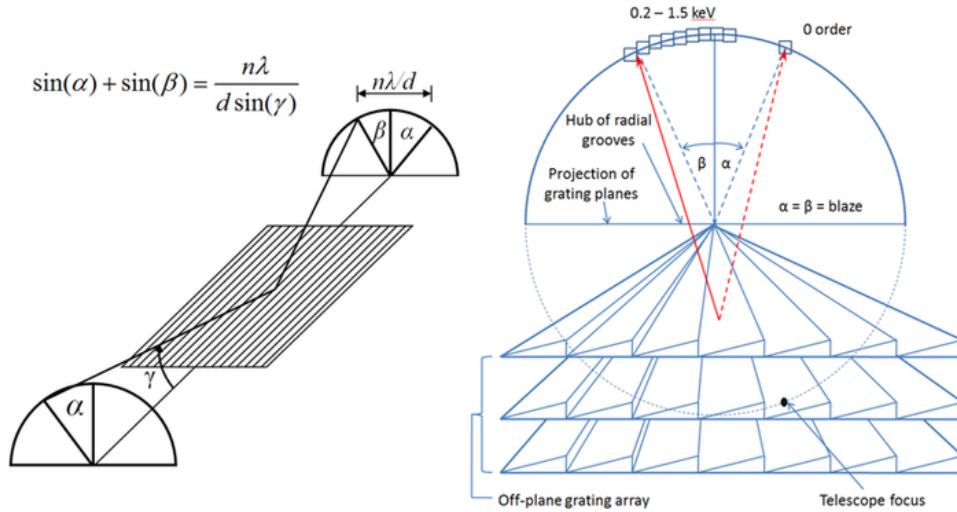 sin(α) + sin(β) = nλ / d sin(γ)
nλ/d
β
α
γ
α
0.2 – 1.5 keV
0 order
Hub of radial
grooves
Projection of
grating planes
β
α
α = β = blaze
Off-plane grating array
Telescope focus